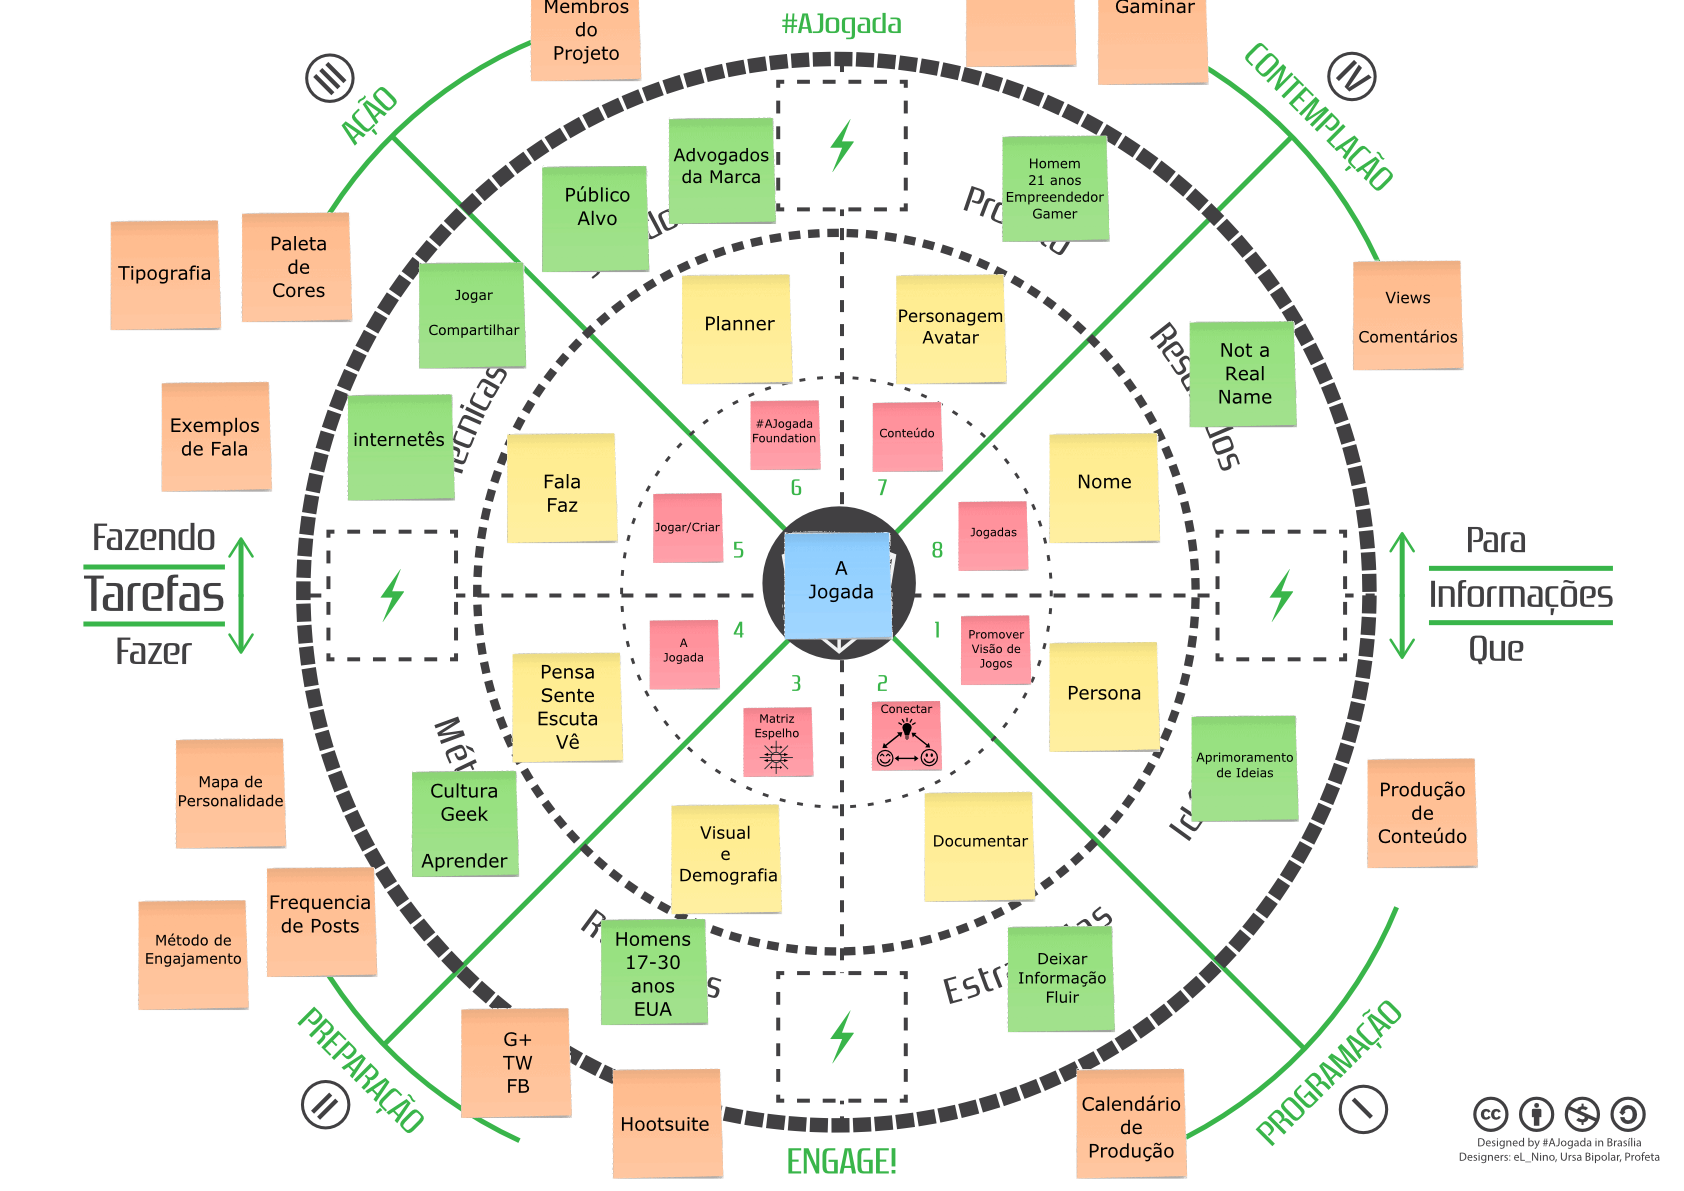 #AJogada
Membros
do
Projeto
Gaminar
III
AÇÃO
IV
CONTEMPLAÇÃO
Advogados
da Marca
Público
Alvo
Homem
21 anos
Empreendedor
Gamer
Tipografia
Paleta
de
Cores
Jogar
Compartilhar
Planner
Personagem
Avatar
Views
Comentários
Not a
Real
Name
Exemplos
de Fala
internetês
#AJogada
Foundation
Conteúdo
Fala
Faz
Nome
6
7
Jogar/Criar
5
8
Jogadas
Fazendo
Tarefas
Fazer
A
Jogada
Para
Informações
Que
4
1
A
Jogada
Promover
Visão de
Jogos
Pensa
Sente
Escuta
Vê
3
2
Persona
Matriz
Espelho
Conectar
Mapa de
Personalidade
Cultura
Geek
Aprender
Visual
e
Demografia
Documentar
Aprimoramento
de Ideias
Produção
de
Conteúdo
Frequencia
de Posts
Método de
Engajamento
Homens
17-30
anos
EUA
Deixar
Informação
Fluir
PREPARAÇÃO
II
G+
TW
FB
Hootsuite
ENGAGE!
Calendário
de
Produção
PROGRAMAÇÃO
I
cc
Designed by #AJogada in Brasília
Designers: eL_Nino, Ursa Bipolar, Profeta